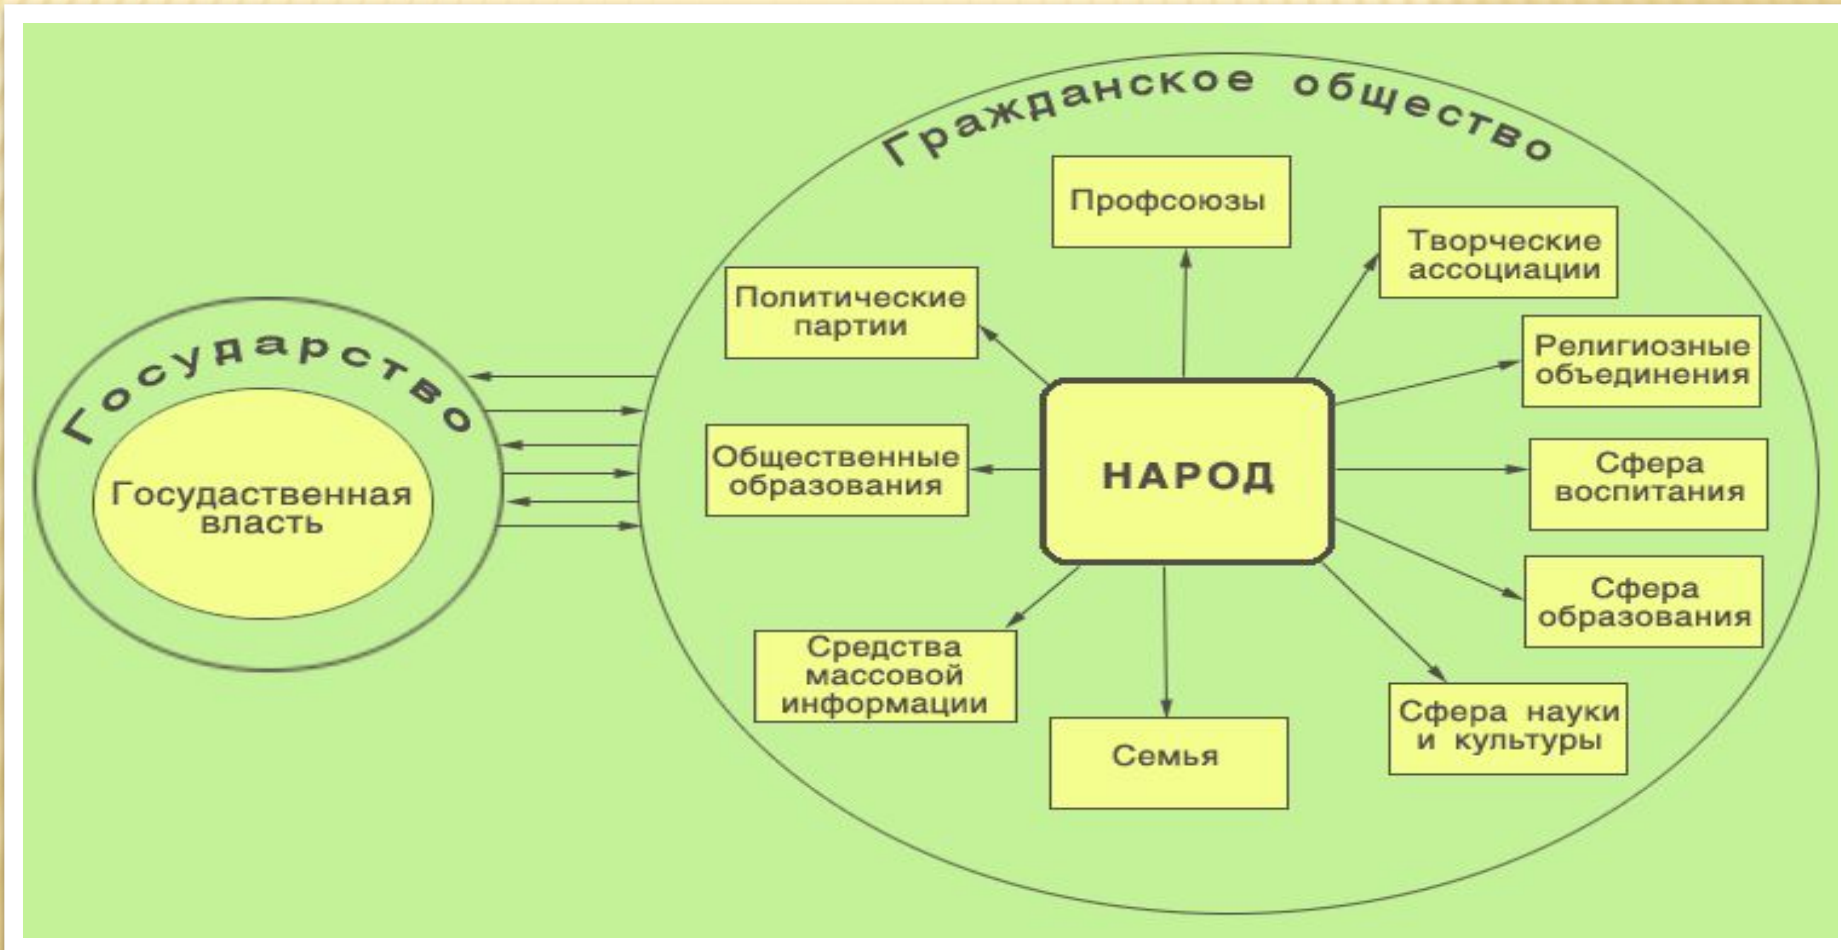 Гражданское общество
Профсоюзы
Творческие
ассоциации
Политические
партии
Религиозные
объединения
Государство
Государственная
власть
Общественные
образования
НАРОД
Сфера
воспитания
Сфера
образования
Средства
массовой
информации
Семья
Сфера науки
и культуры